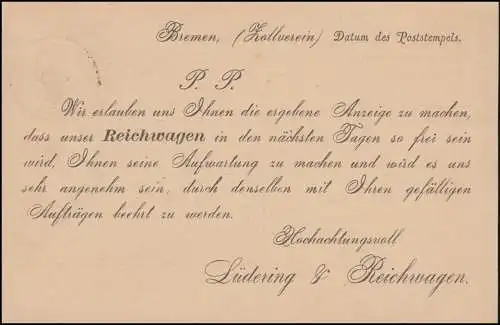 Bremen, (Zollverein) Datum des Poststempels.
P. P.
Wir erlauben uns Ihnen die ergebene Anzeige zu machen,
dass unser Reichwagen in den nächsten Tagen so frei sein
wird, Ihnen seine Aufwartung zu machen und wird es uns
sehr angenehm sein, durch denselben mit Ihren gefälligen
Aufträgen beehrt zu werden.
Hochachtungsvoll
Lüdering & Reichwagen.